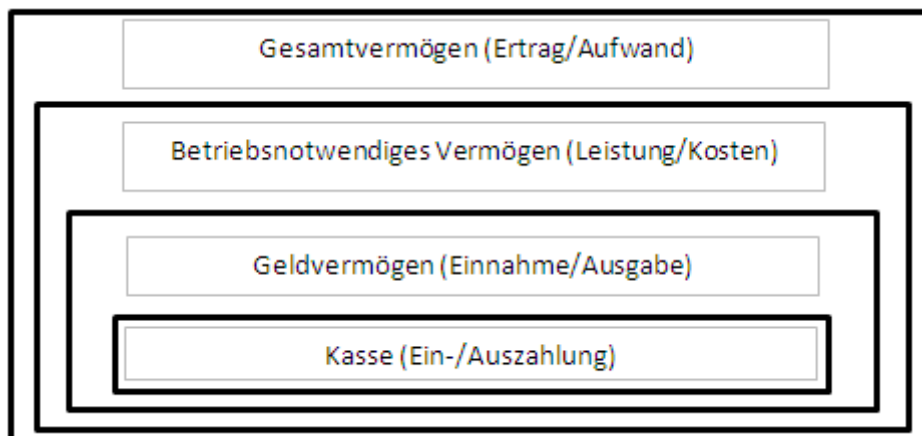 Gesamtvermögen (Ertrag/Aufwand)
Betriebsnotwendiges Vermögen (Leistung/Kosten)
Geldvermögen (Einnahme/Ausgabe)
Kasse (Ein-/Auszahlung)